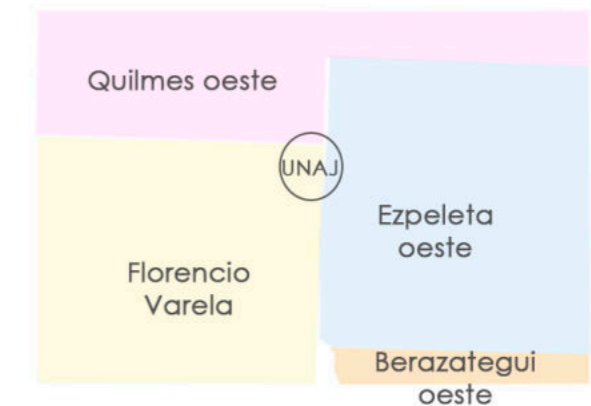 Quilmes oeste
UNAJ
Ezpeleta
oeste
Florencio
Varela
Berazategui
oeste